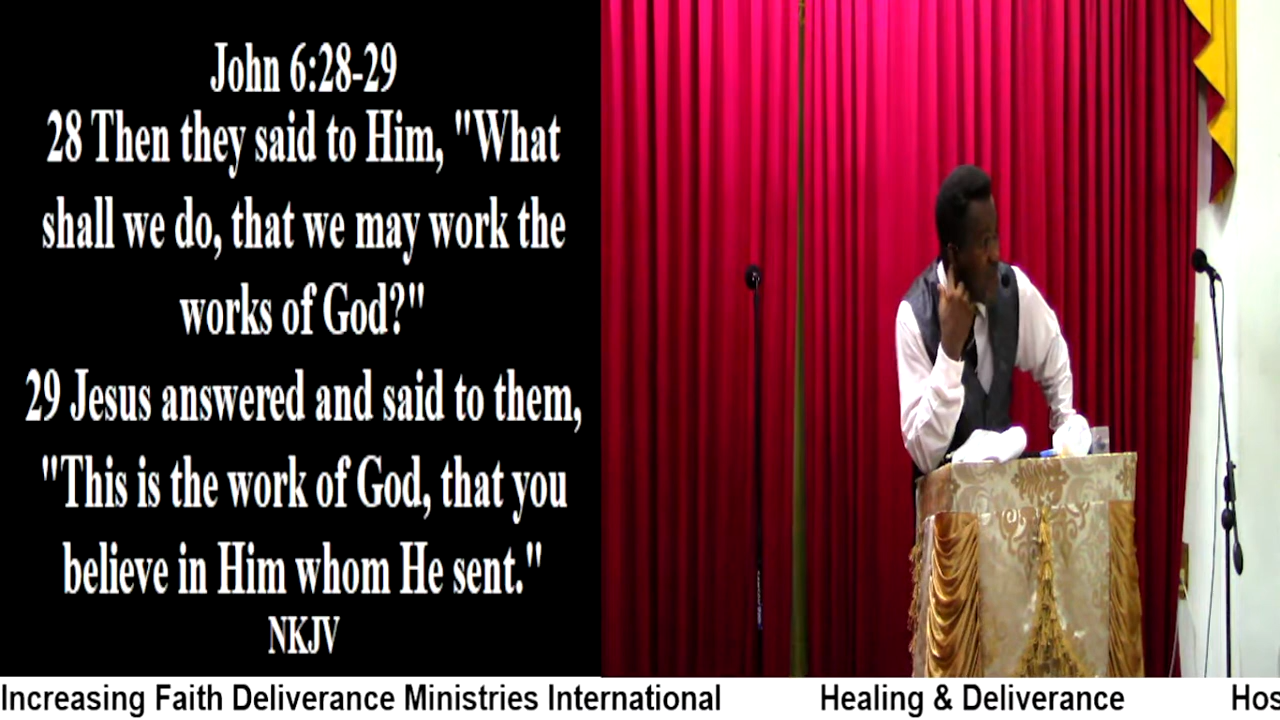 John 6:28-29
28 Then they said to Him, "What
shall we do, that we may work the
works of God?"
29 Jesus answered and said to them,
"This is the work of God, that you
believe in Him whom He sent."
NKJV
Increasing Faith Deliverance Ministries International Healing & Deliverance Hos